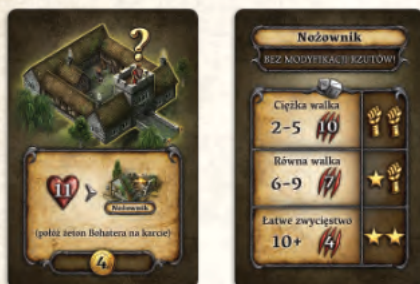 ?
11
Nożownik
(połóż żeton Bohatera na karcie)
4
Nożownik
BEZ MODYFIKACJI RZUTÓW!
Ciężka walka
2-5 10
Równa walka
6-9 7
Łatwe zwycięstwo
10+ 4